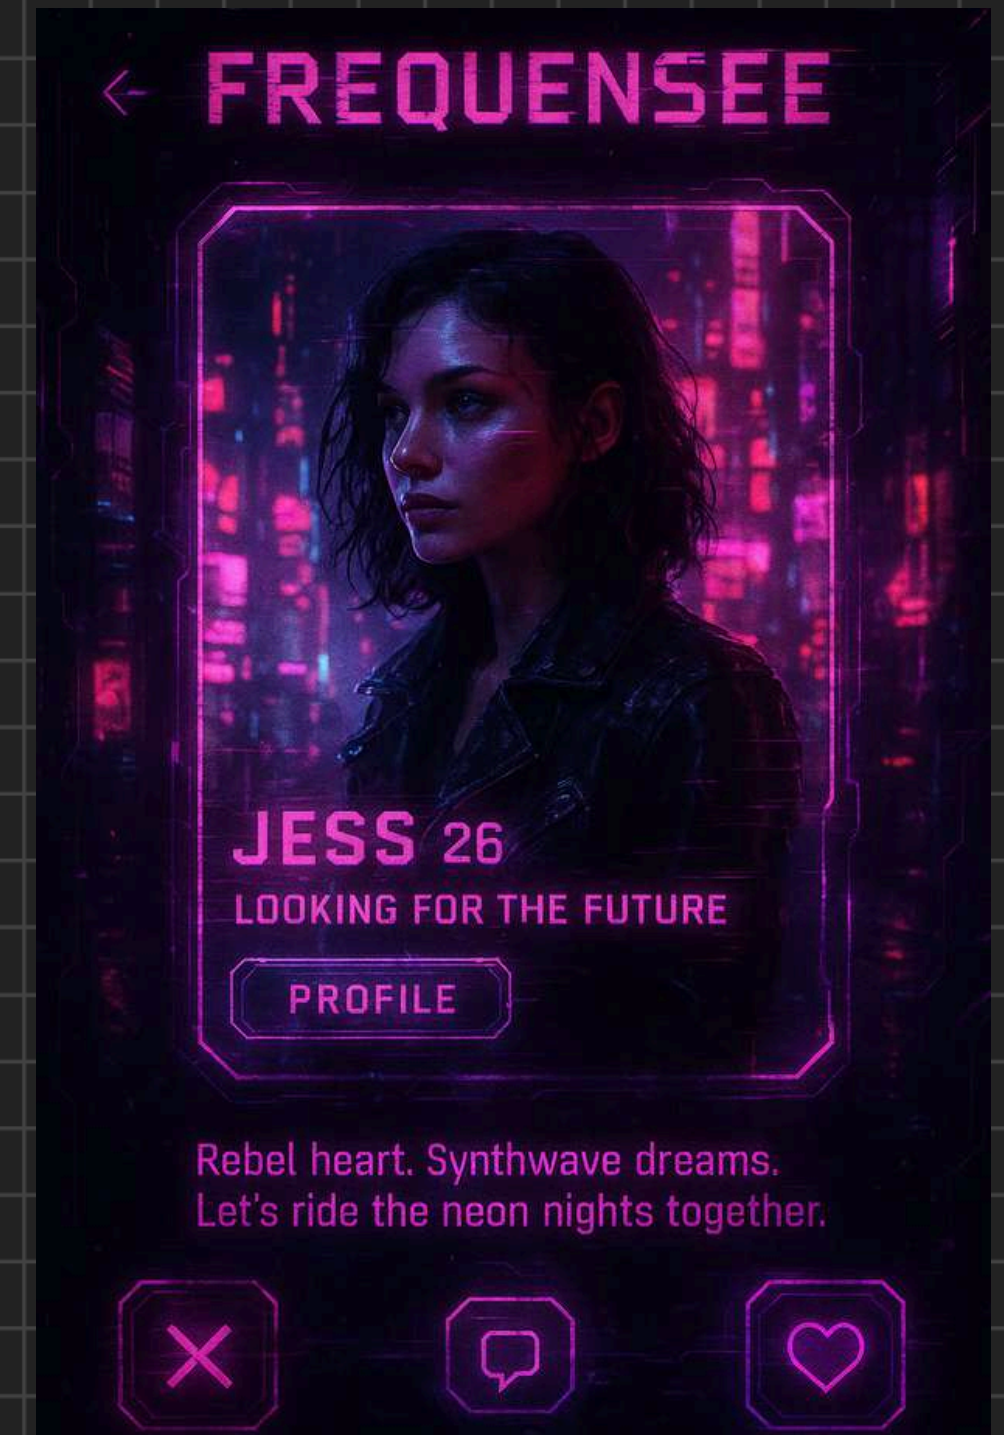 FREQUENSEE
JESS 26
LOOKING FOR THE FUTURE
PROFILE
Rebel heart. Synthwave dreams.
Let's ride the neon nights together.